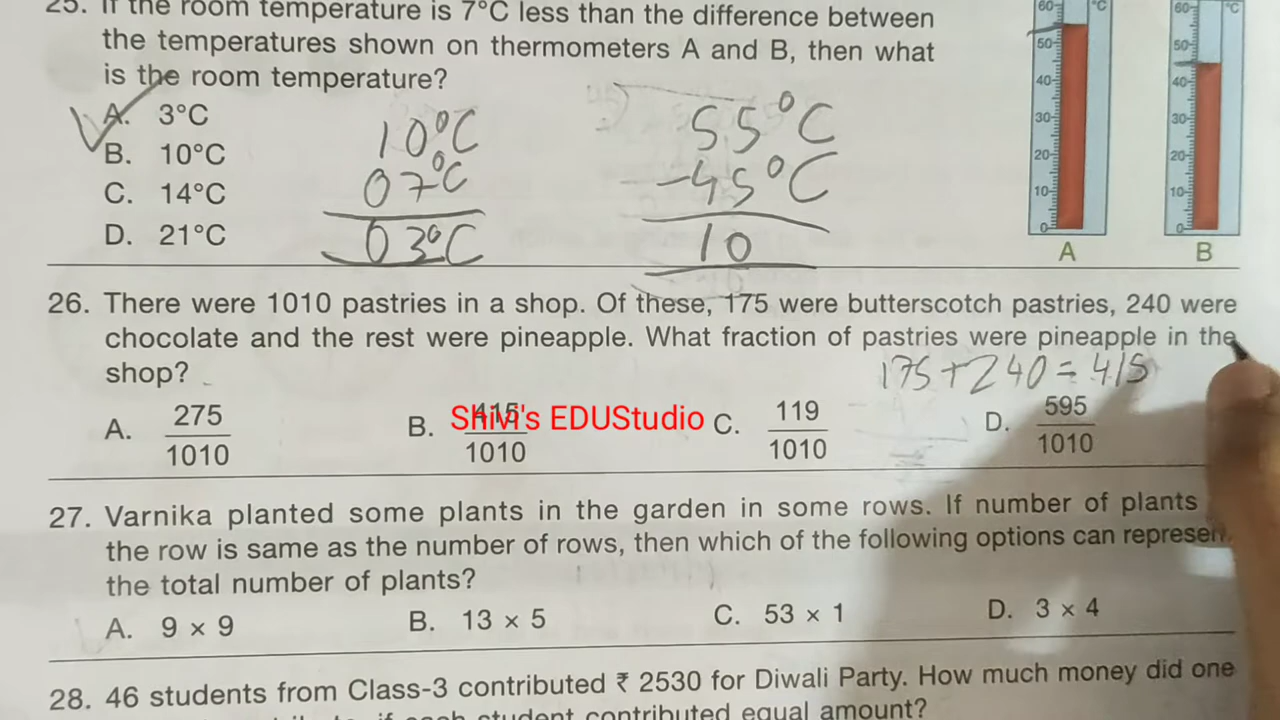 25. If the room temperature is 7°C less than the difference between
the temperatures shown on thermometers A and B, then what
is the room temperature?
A. 3°C
B. 10°C
C. 14°C
D. 21°C
10°C
07°C
03°C
55°C
-45°C
10
60 °C
50
40
30
20
10
0
A
60 °C
50
40
30
20
10
0
B
26. There were 1010 pastries in a shop. Of these, 175 were butterscotch pastries, 240 were
chocolate and the rest were pineapple. What fraction of pastries were pineapple in the
shop?
175+240=415
A. 275/1010
B. 415/1010
C. 119/1010
D. 595/1010
Shivi's EDUStudio
27. Varnika planted some plants in the garden in some rows. If number of plants
the row is same as the number of rows, then which of the following options can represen
the total number of plants?
A. 9 × 9
B. 13 × 5
C. 53 × 1
D. 3 × 4
28. 46 students from Class-3 contributed ₹ 2530 for Diwali Party. How much money did one
if each student contributed equal amount?